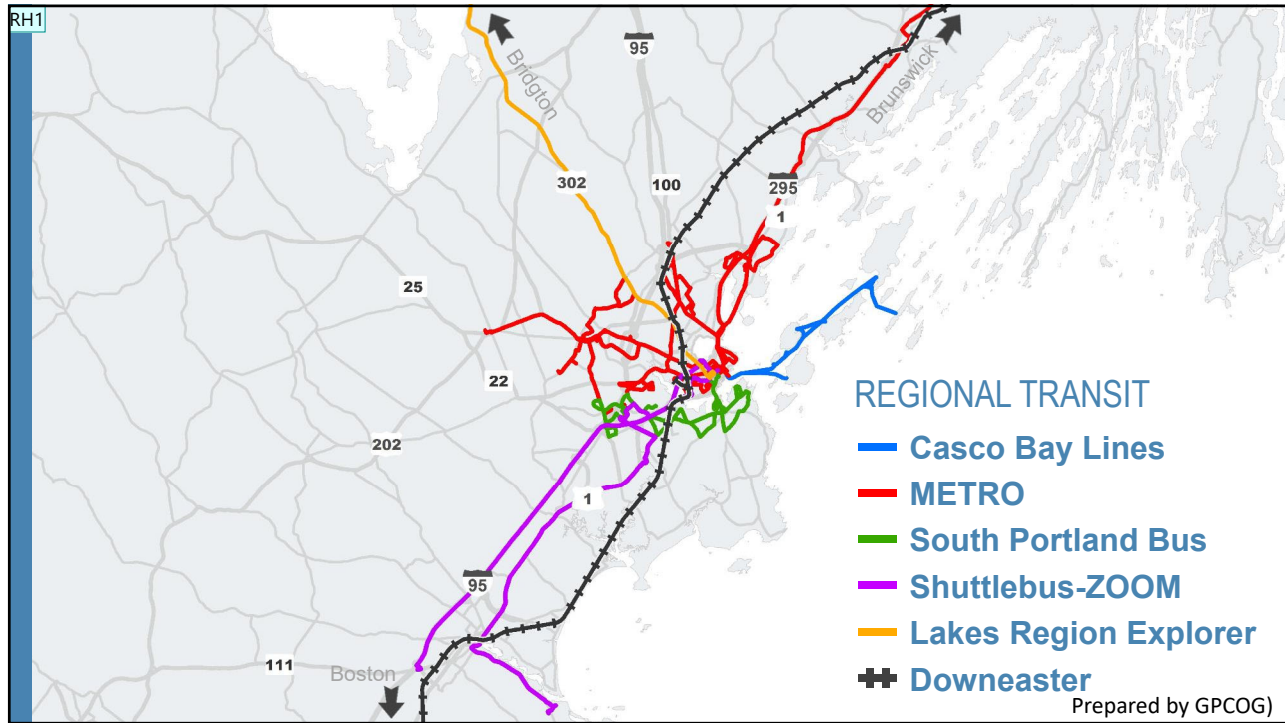 RH1
95
Bridgton
Brunswick
302
100
295
1
25
22
202
1
95
111
Boston
REGIONAL TRANSIT
Casco Bay Lines
METRO
South Portland Bus
Shuttlebus-ZOOM
Lakes Region Explorer
Downeaster
Prepared by GPCOG)